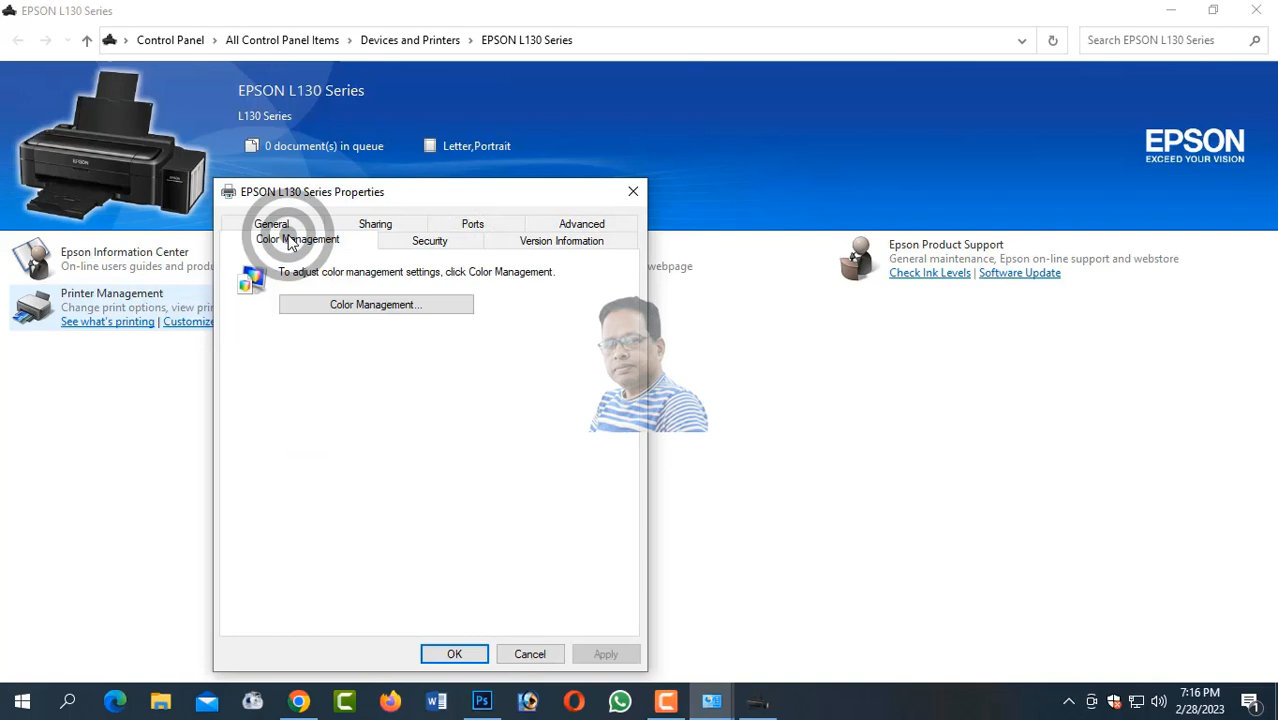 EPSON L130 Series
Control Panel
All Control Panel Items
Devices and Printers
EPSON L130 Series
Search EPSON L130 Series
EPSON
EPSON L130 Series
L130 Series
0 document(s) in queue
Letter,Portrait
EPSON
EXCEED YOUR VISION
Epson Information Center
On-line users guides and produ
Printer Management
Change print options, view pri
See what's printing | Customize
webpage
Epson Product Support
General maintenance, Epson on-line support and webstore
Check Ink Levels | Software Update
EPSON L130 Series Properties
General
Sharing
Ports
Advanced
Color Management
Security
Version Information
To adjust color management settings, click Color Management.
Color Management...
OK
Cancel
Apply
7:16 PM
2/28/2023
1